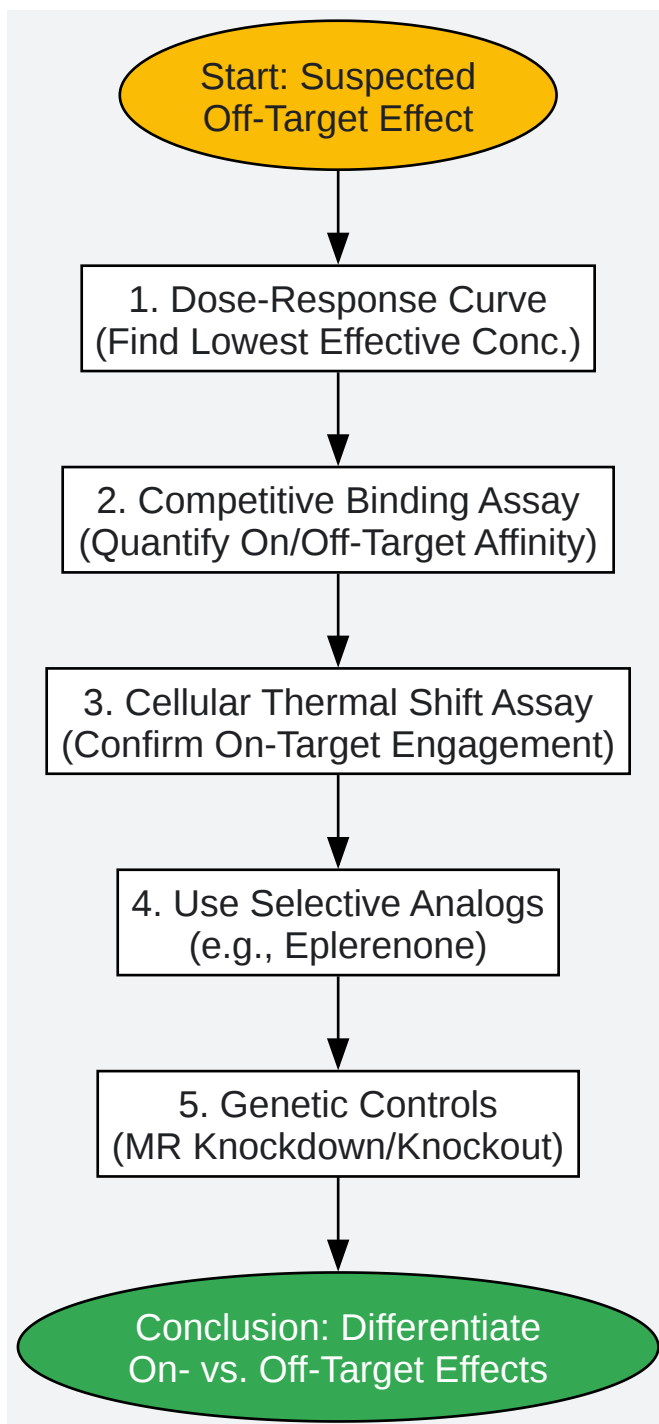 Start: Suspected
Off-Target Effect
1. Dose-Response Curve
(Find Lowest Effective Conc.)
2. Competitive Binding Assay
(Quantify On/Off-Target Affinity)
3. Cellular Thermal Shift Assay
(Confirm On-Target Engagement)
4. Use Selective Analogs
(e.g., Eplerenone)
5. Genetic Controls
(MR Knockdown/Knockout)
Conclusion: Differentiate
On- vs. Off-Target Effects